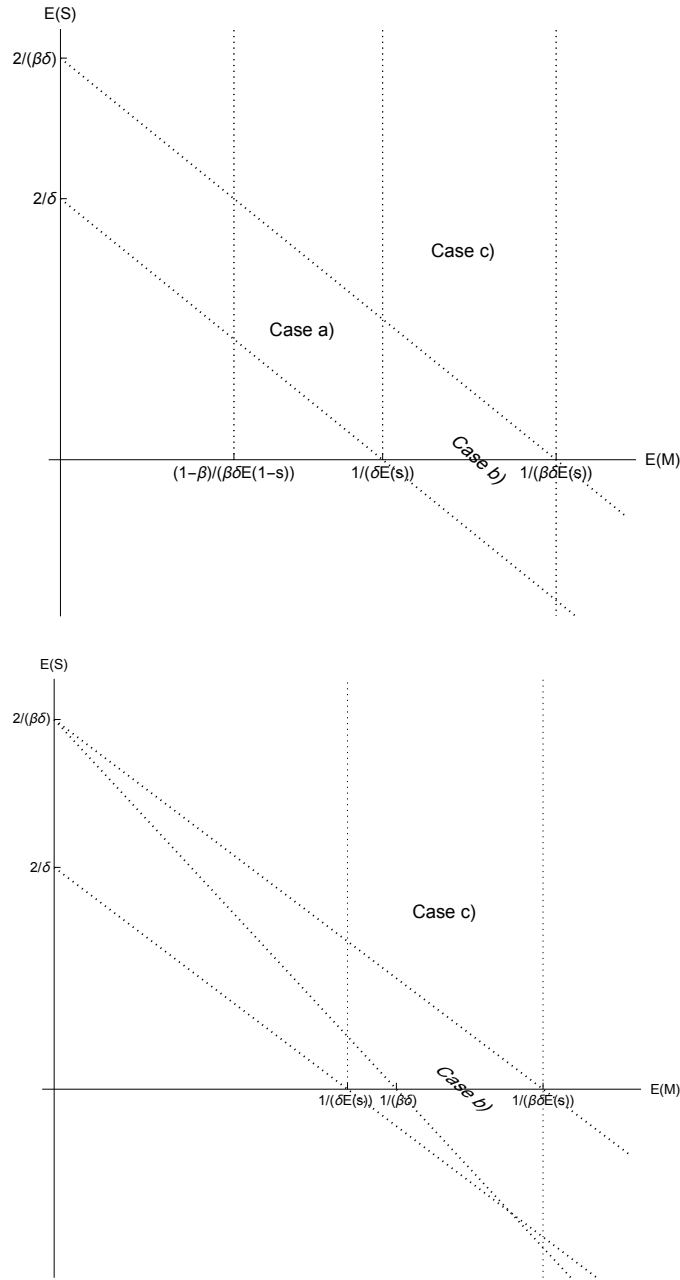 E(S)
2/(βδ)
2/δ
Case c)
Case a)
Case b)
(1−β)/(βδE(1−s))
1/(δE(s))
1/(βδE(s))
E(M)
E(S)
2/(βδ)
2/δ
Case c)
Case b)
1/(δE(s))
1/(βδ)
1/(βδE(s))
E(M)